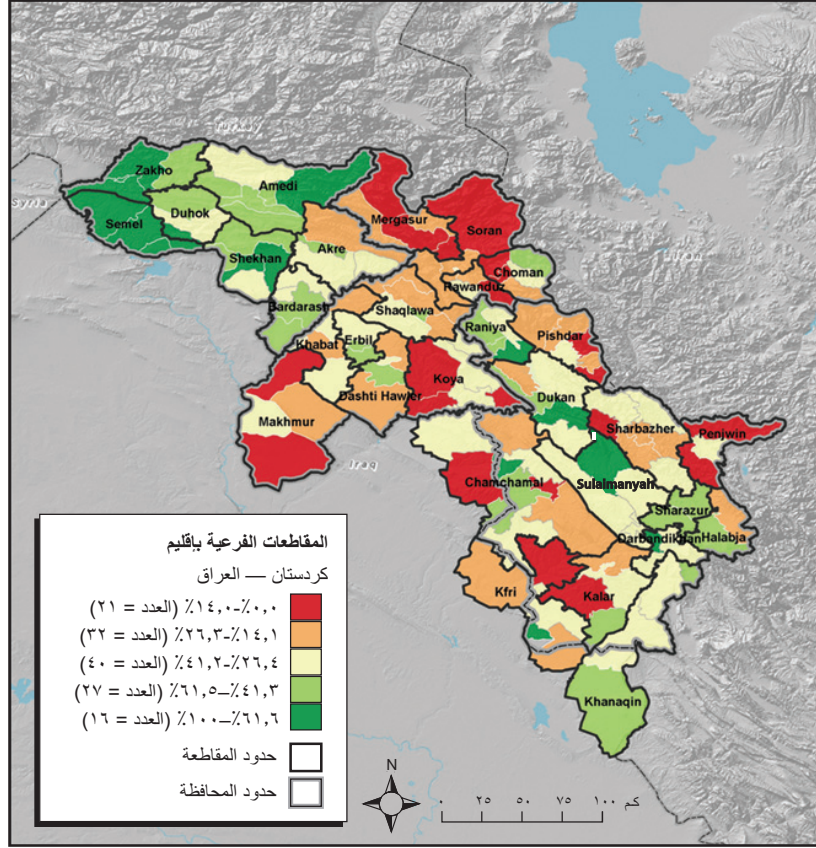 Turkey
Syria
Iran
Iraq
Zakho
Amedi
Semel
Duhok
Mergasur
Soran
Shekhan
Akre
Choman
Rawanduz
Bardarash
Shaqlawa
Raniya
Pishdar
Khabat
Erbil
Koya
Dashti Hawler
Dukan
Makhmur
Sharbazher
Penjwin
Chamchamal
Sulaimanyah
Sharazur
Darbandikhan
Halabja
Kfri
Kalar
Khanaqin
المقاطعات الفرعية بإقليم
كردستان — العراق
٠,٠٪-١٤,٠٪ (العدد = ٢١)
١٤,١٪-٢٦,٣٪ (العدد = ٣٢)
٢٦,٤٪-٤١,٢٪ (العدد = ٤٠)
٤١,٣٪–٦١,٥٪ (العدد = ٢٧)
٦١,٦٪–١٠٠٪ (العدد = ١٦)
حدود المقاطعة
حدود المحافظة
N
٠ ٢٥ ٥٠ ٧٥ ١٠٠ كم